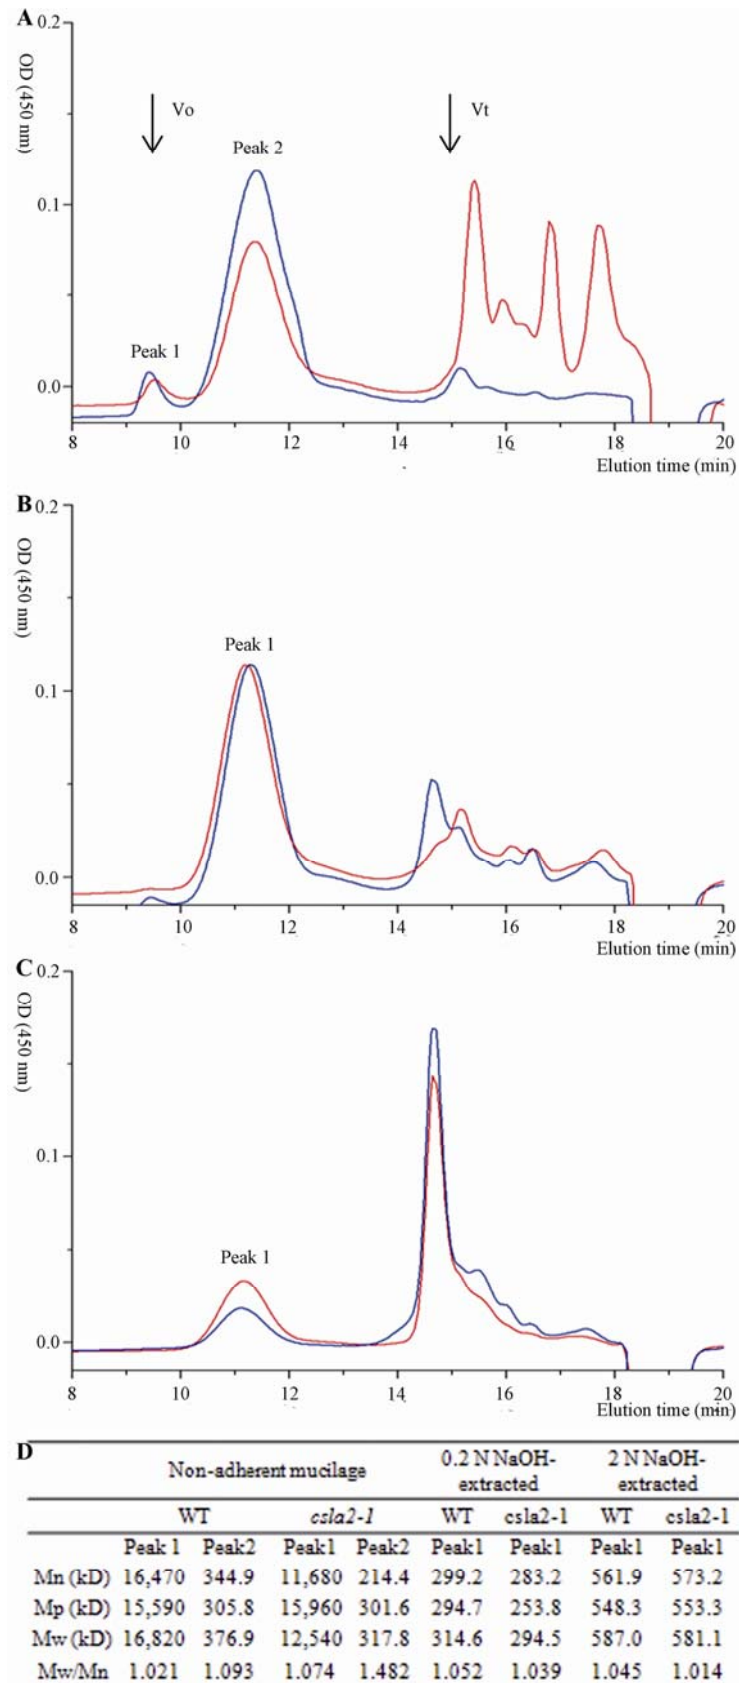 A
0.2
OD (450 nm)
Vo
Vt
Peak 2
0.1
Peak 1
0.0
8 10 12 14 16 18 20
Elution time (min)
B
0.2
OD (450 nm)
Peak 1
0.1
0.0
8 10 12 14 16 18 20
Elution time (min)
C
0.2
OD (450 nm)
0.1
Peak 1
0.0
8 10 12 14 16 18 20
Elution time (min)
D
Non-adherent mucilage 0.2 N NaOH- 2 N NaOH-
extracted extracted
WT csla2-1 WT csla2-1 WT csla2-1
Peak 1 Peak2 Peak1 Peak2 Peak1 Peak1 Peak1 Peak1
Mn (kD) 16,470 344.9 11,680 214.4 299.2 283.2 561.9 573.2
Mp (kD) 15,590 305.8 15,960 301.6 294.7 253.8 548.3 553.3
Mw (kD) 16,820 376.9 12,540 317.8 314.6 294.5 587.0 581.1
Mw/Mn 1.021 1.093 1.074 1.482 1.052 1.039 1.045 1.014